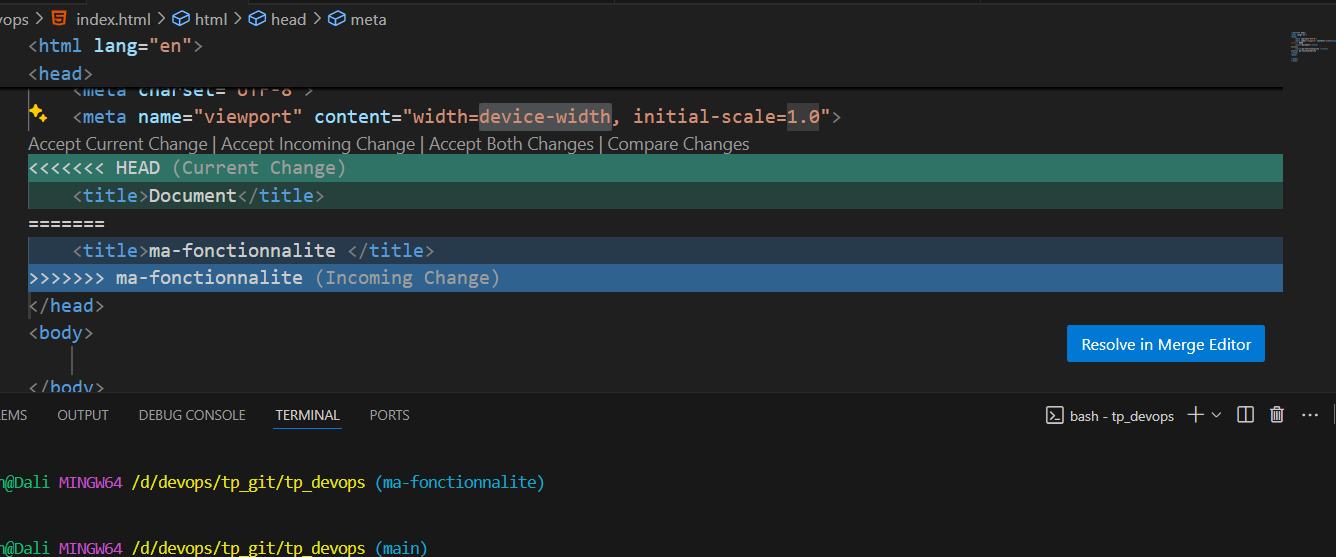 vops > index.html > html > head > meta
<html lang="en">
<head>
<meta charset="UTF-8">
<meta name="viewport" content="width=device-width, initial-scale=1.0">
Accept Current Change | Accept Incoming Change | Accept Both Changes | Compare Changes
<<<<<<< HEAD (Current Change)
<title>Document</title>
=======
<title>ma-fonctionnalite </title>
>>>>>>> ma-fonctionnalite (Incoming Change)
</head>
<body>
Resolve in Merge Editor
</body>
LEMS OUTPUT DEBUG CONSOLE TERMINAL PORTS bash - tp_devops
@Dali MINGW64 /d/devops/tp_git/tp_devops (ma-fonctionnalite)
@Dali MINGW64 /d/devops/tp_git/tp_devops (main)